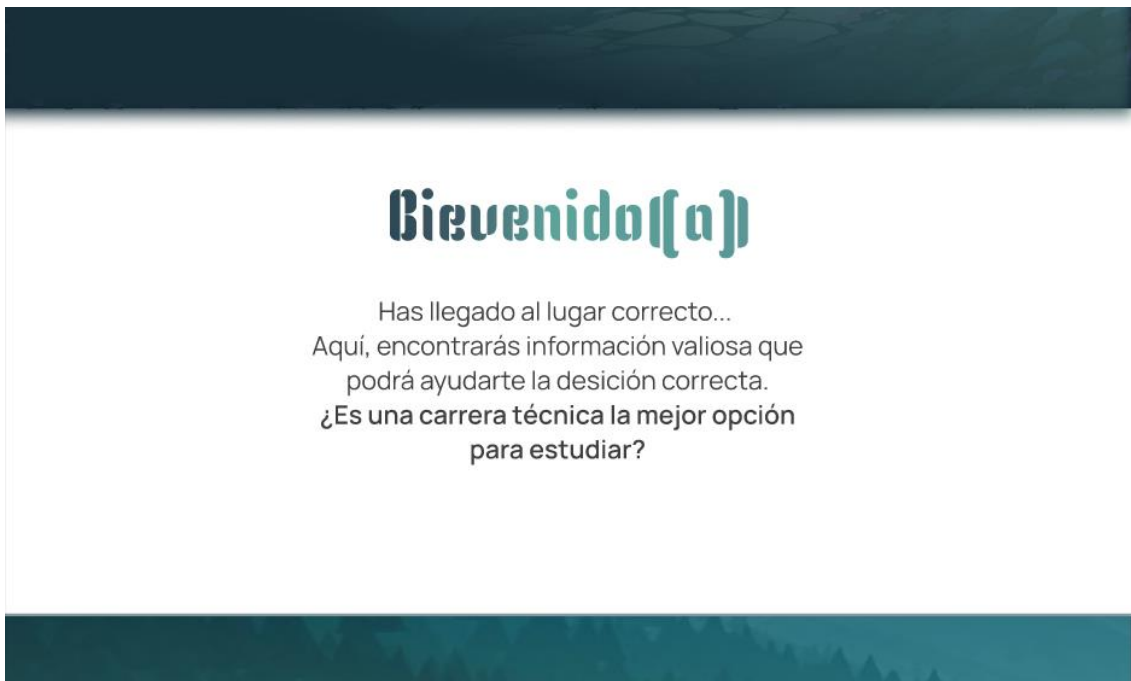 Bievenido(a)
Has llegado al lugar correcto...
Aquí, encontrarás información valiosa que
podrá ayudarte la desición correcta.
¿Es una carrera técnica la mejor opción
para estudiar?